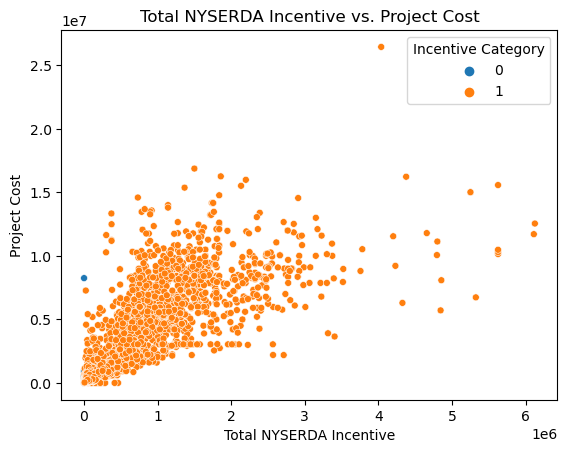 Total NYSERDA Incentive vs. Project Cost
1e7
Incentive Category
0
1
2.5
2.0
1.5
1.0
0.5
0.0
Project Cost
0 1 2 3 4 5 6
1e6
Total NYSERDA Incentive